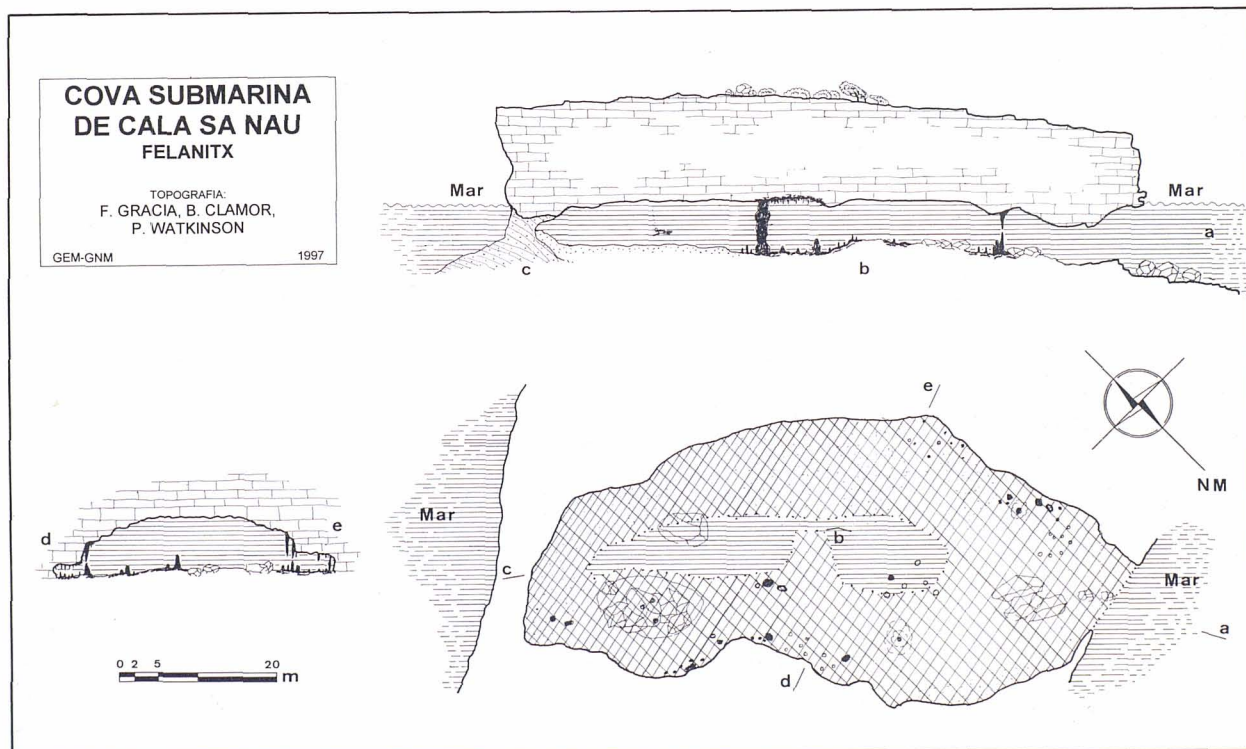 COVA SUBMARINA
DE CALA SA NAU
FELANITX
TOPOGRAFIA:
F. GRACIA, B. CLAMOR,
P. WATKINSON
GEM-GNM 1997
Mar Mar
a
c b
e
NM
d e
Mar
b
c
Mar
a
d
0 2 5 20 m